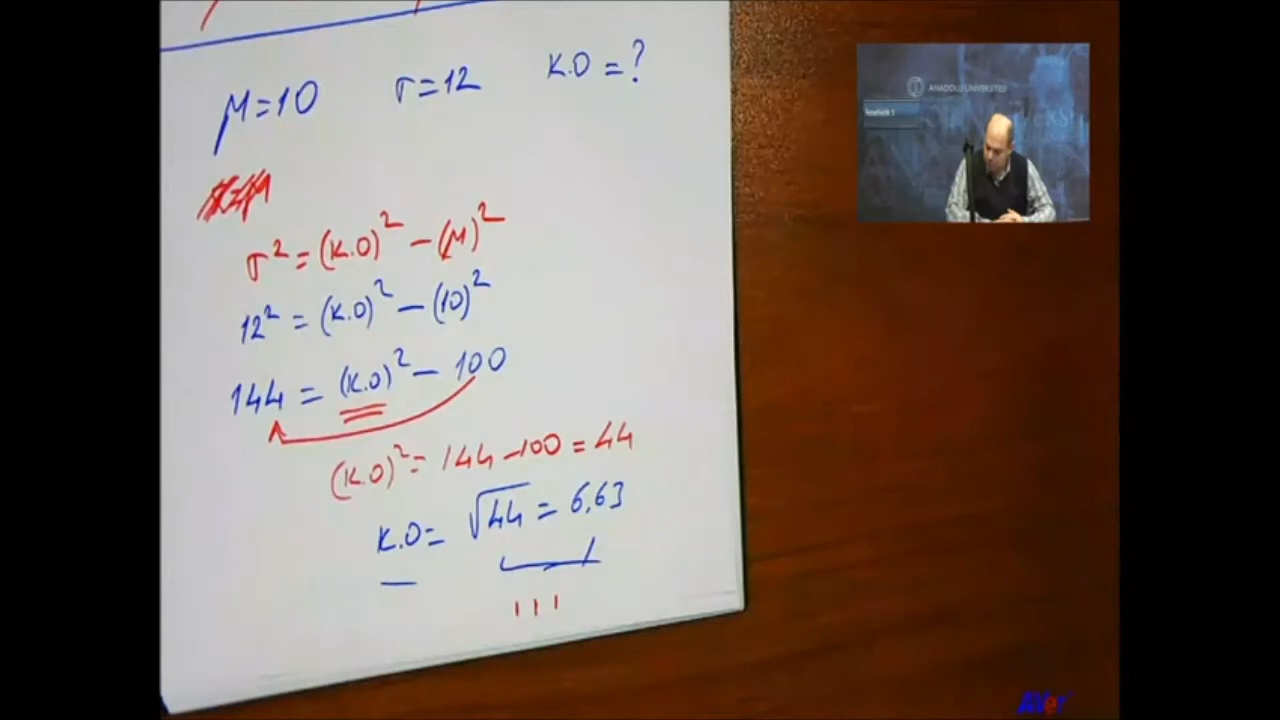 μ=10 σ=12 K.O=?
σ²=(K.O)²-(μ)²
12²=(K.O)²-(10)²
144=(K.O)²-100
(K.O)²=144-100=44
K.O=√44=6,63
ANADOLU ÜNİVERSİTESİ
AVer